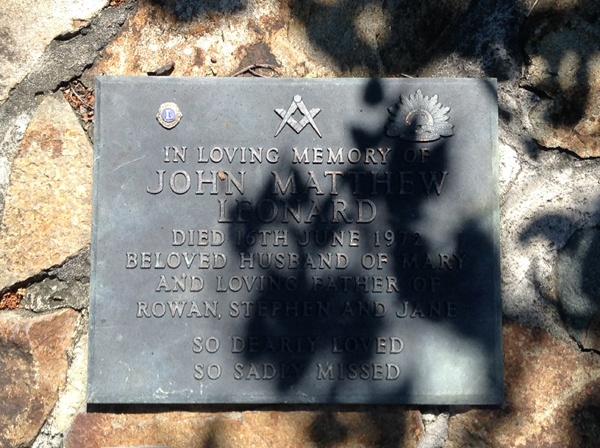 IN LOVING MEMORY OF
JOHN MATTHEW
LEONARD
DIED 16TH JUNE 1972
BELOVED HUSBAND OF MARY
AND LOVING FATHER OF
ROWAN, STEPHEN AND JANE
SO DEARLY LOVED
SO SADLY MISSED